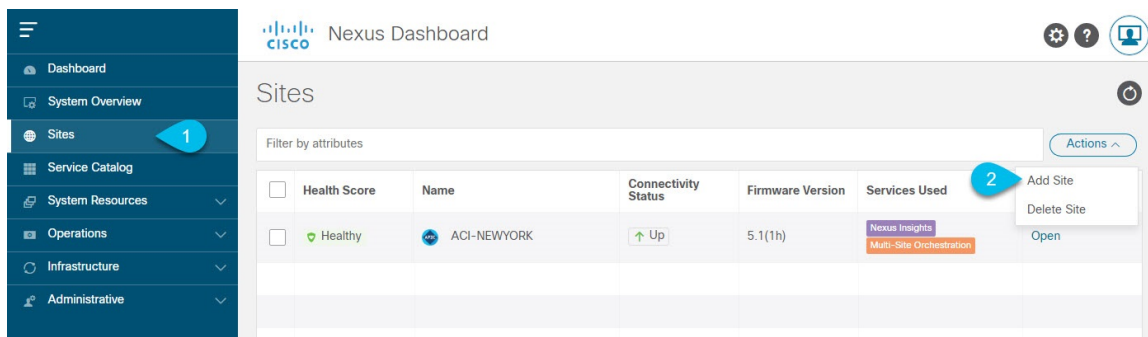 CISCO Nexus Dashboard
?
Dashboard
System Overview
Sites
1
Service Catalog
System Resources
Operations
Infrastructure
Administrative
Sites
Filter by attributes
Actions
2
Add Site
Delete Site
Health Score Name Connectivity Status Firmware Version Services Used
Healthy ACI-NEWYORK Up 5.1(1h) Nexus Insights Open
Multi-Site Orchestration